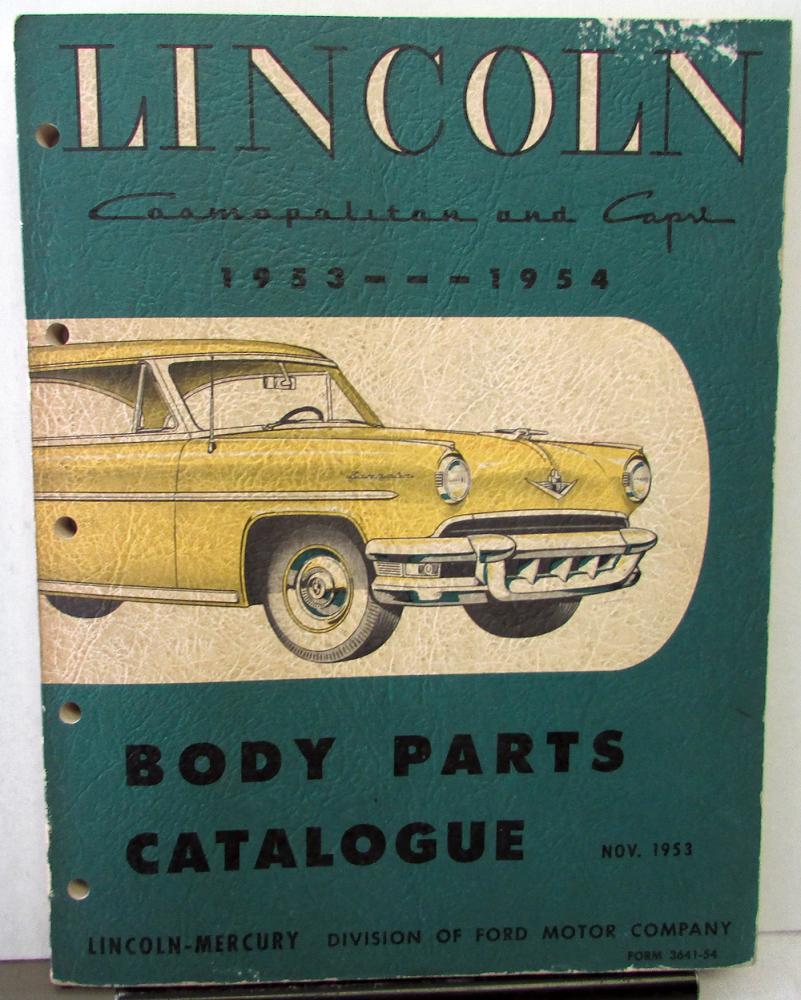 LINCOLN
Cosmopolitan and Capri
1953---1954
BODY PARTS
CATALOGUE
NOV. 1953
LINCOLN-MERCURY DIVISION OF FORD MOTOR COMPANY
FORM 3641-54